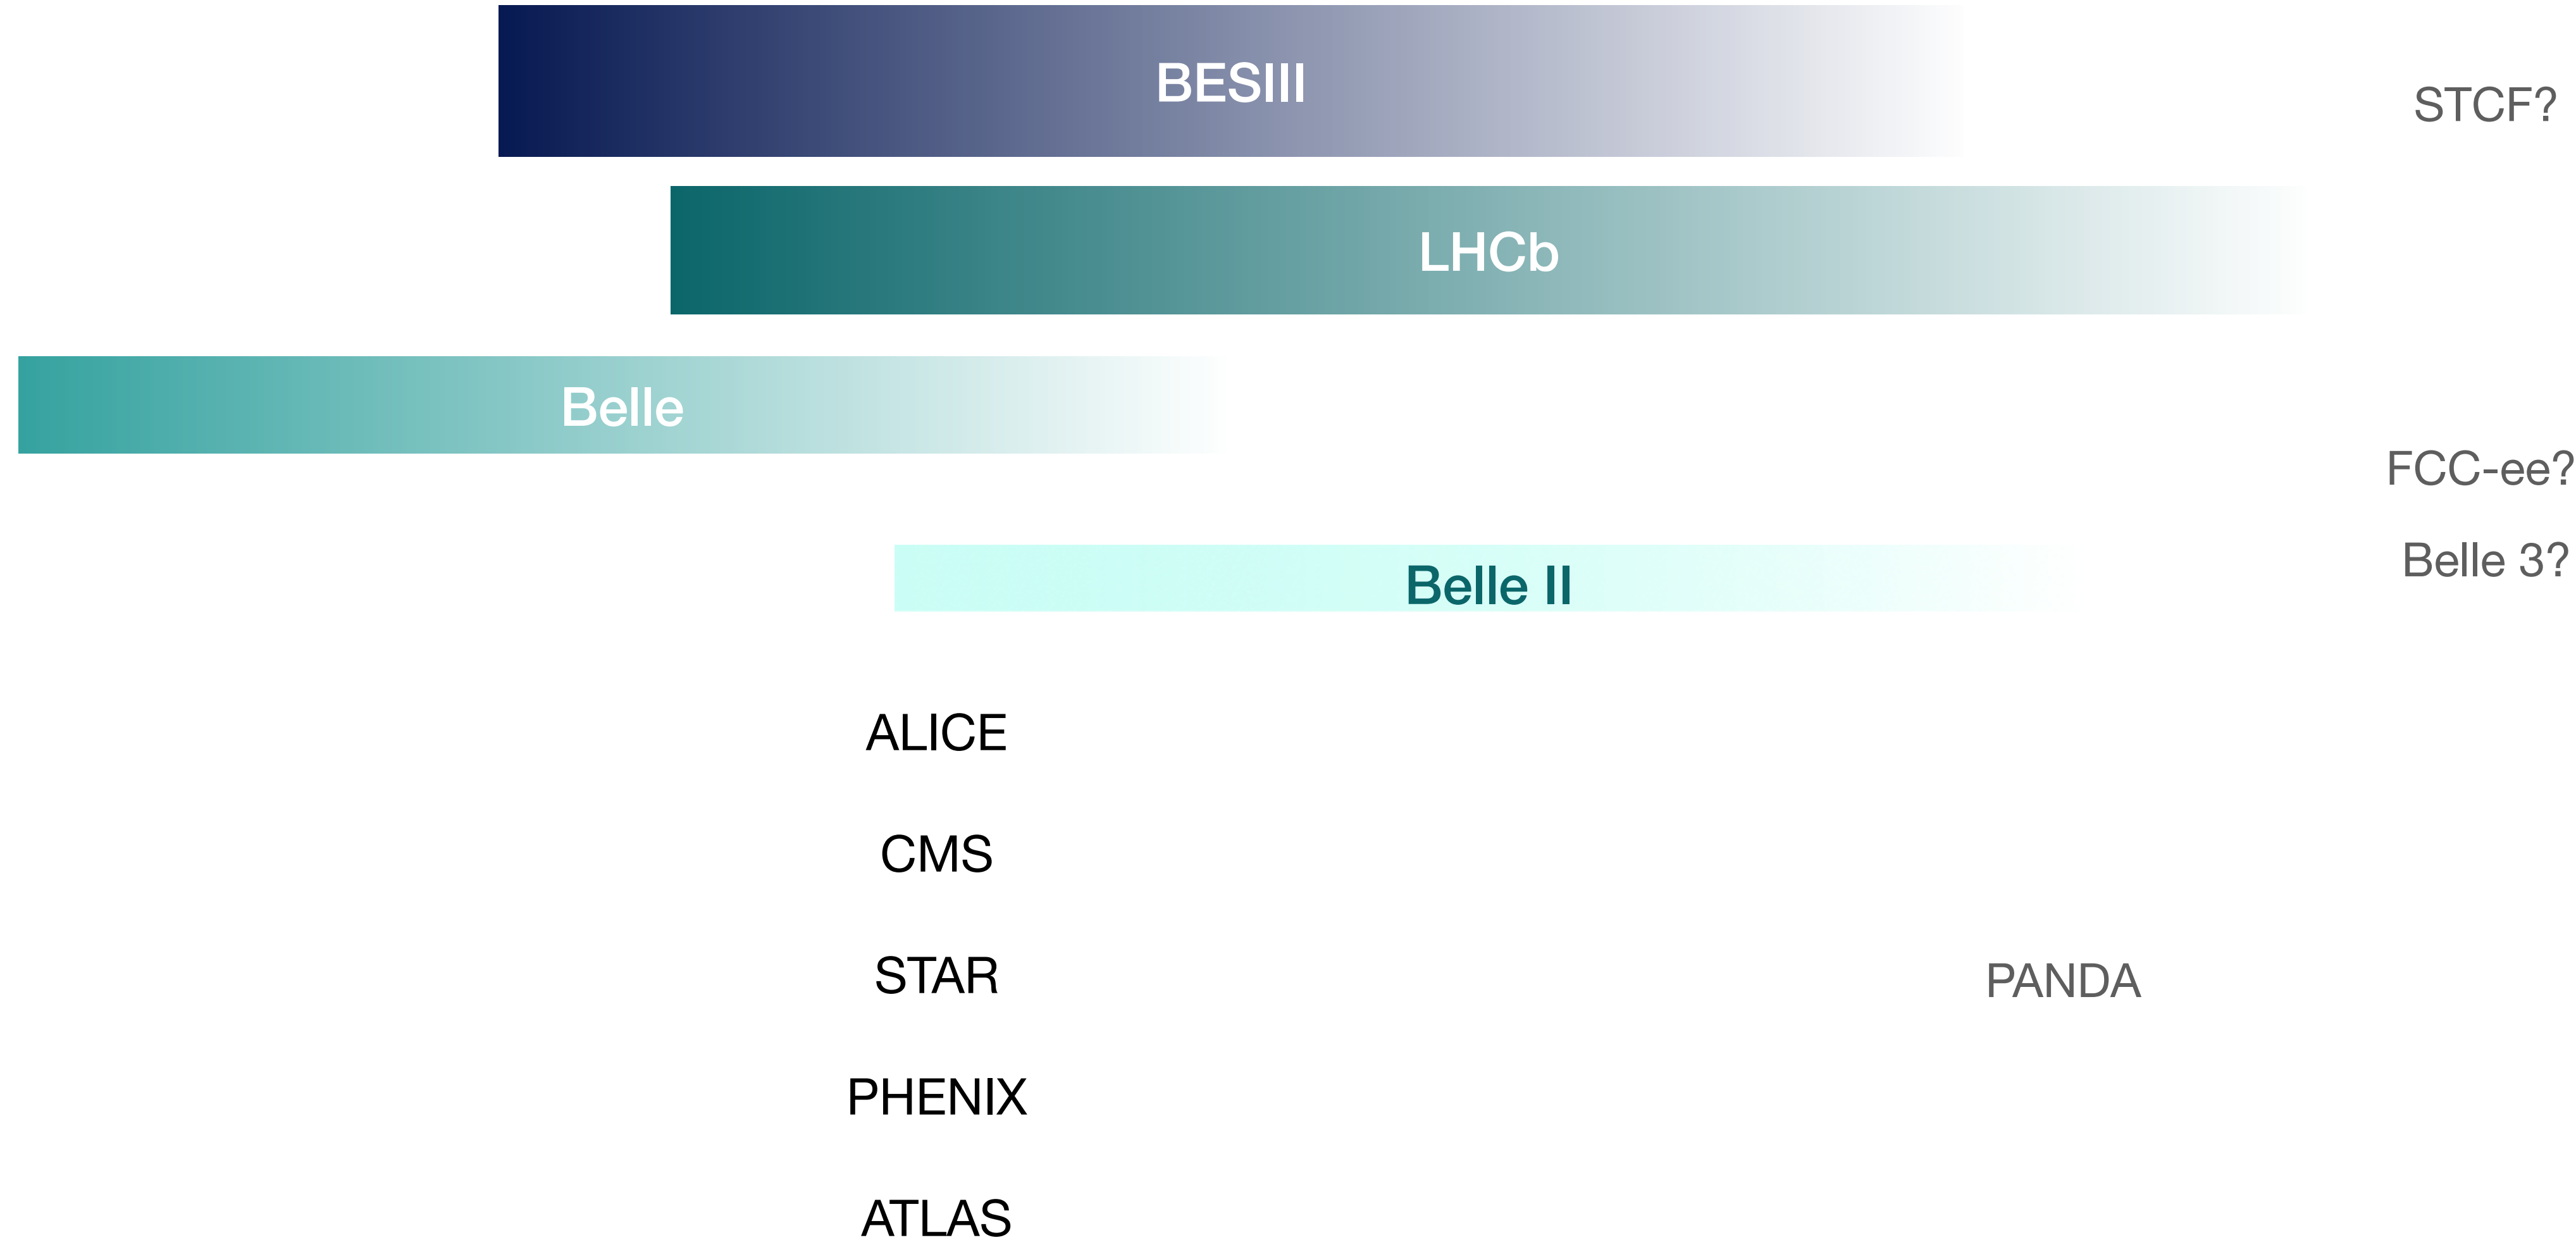 BESIII
STCF?
LHCb
Belle
FCC-ee?
Belle 3?
Belle II
ALICE
CMS
STAR
PANDA
PHENIX
ATLAS